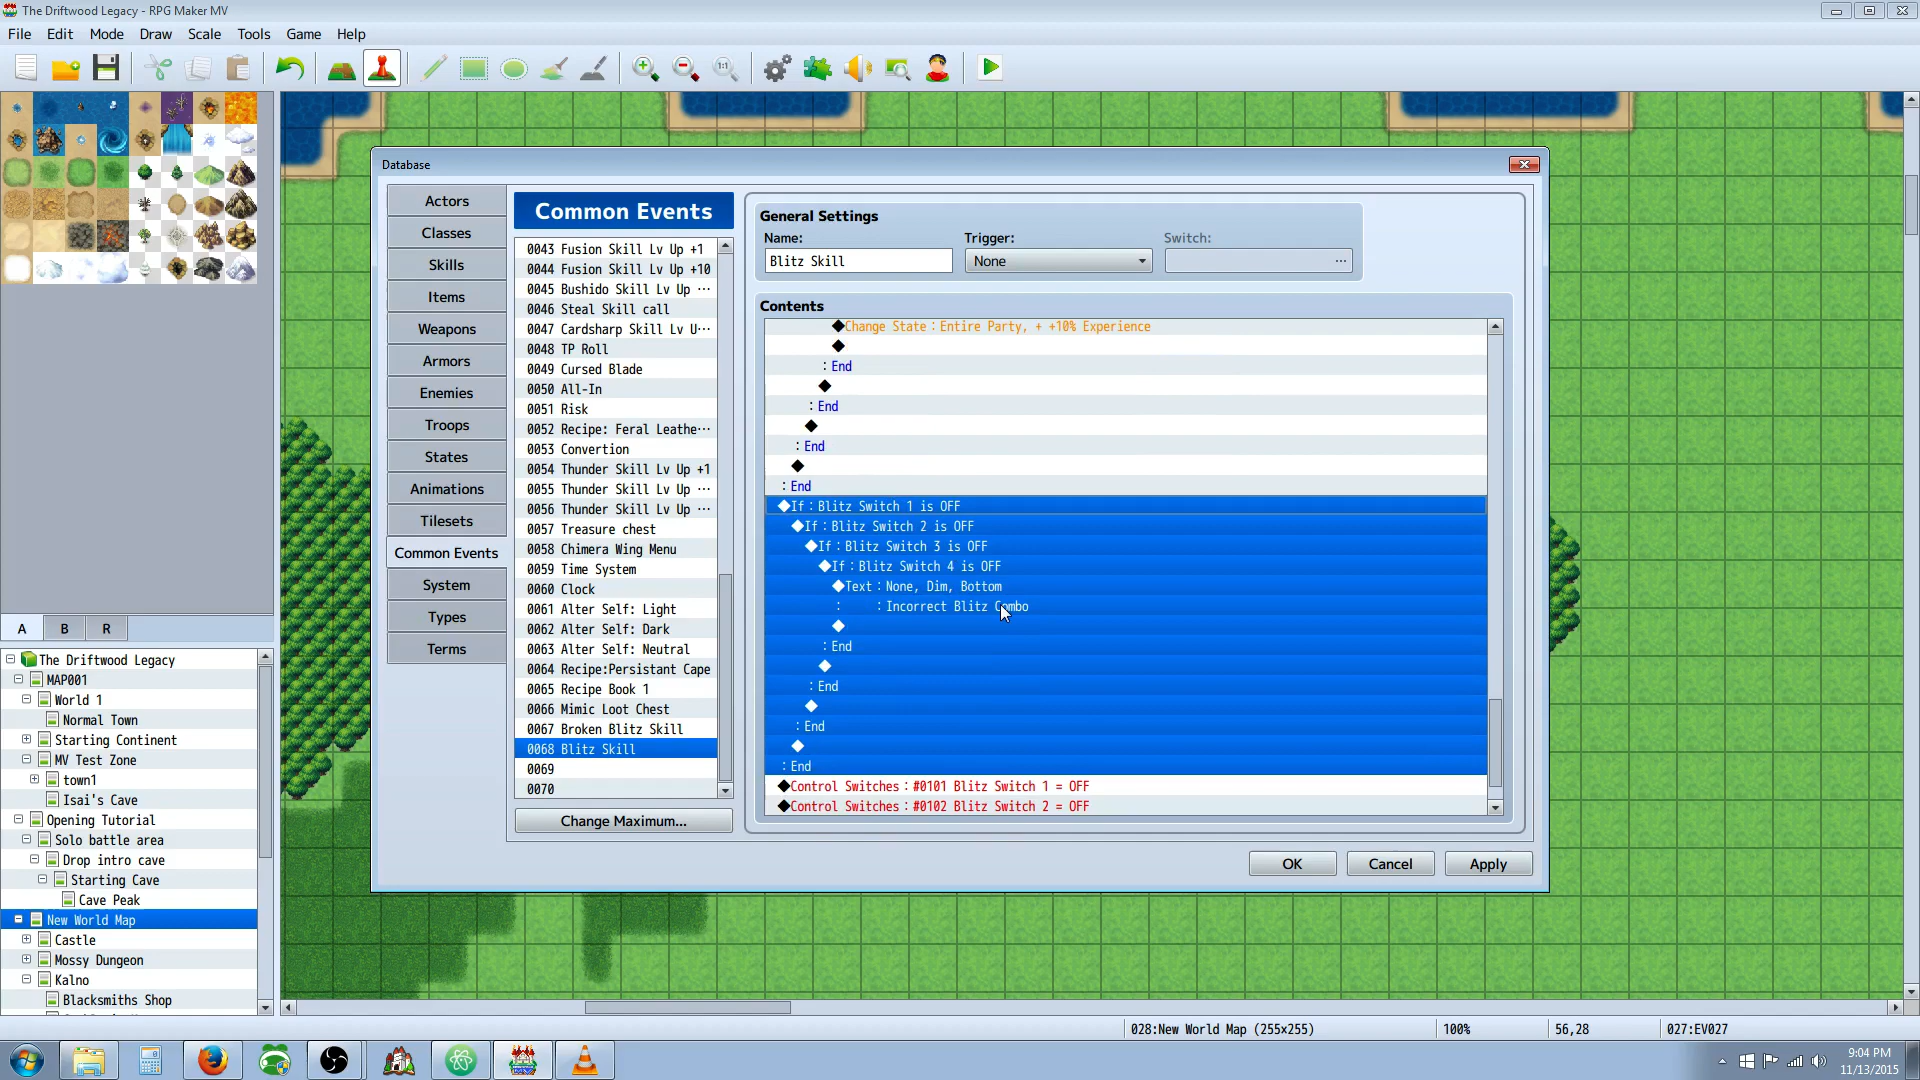 The Driftwood Legacy - RPG Maker MV
File Edit Mode Draw Scale Tools Game Help
1:1
Database
Actors
Classes
Skills
Items
Weapons
Armors
Enemies
Troops
States
Animations
Tilesets
Common Events
System
Types
Terms
Common Events
0043 Fusion Skill Lv Up +1
0044 Fusion Skill Lv Up +10
0045 Bushido Skill Lv Up ···
0046 Steal Skill call
0047 Cardsharp Skill Lv U···
0048 TP Roll
0049 Cursed Blade
0050 All-In
0051 Risk
0052 Recipe: Feral Leathe···
0053 Convertion
0054 Thunder Skill Lv Up +1
0055 Thunder Skill Lv Up ···
0056 Thunder Skill Lv Up ···
0057 Treasure chest
0058 Chimera Wing Menu
0059 Time System
0060 Clock
0061 Alter Self: Light
0062 Alter Self: Dark
0063 Alter Self: Neutral
0064 Recipe:Persistant Cape
0065 Recipe Book 1
0066 Mimic Loot Chest
0067 Broken Blitz Skill
0068 Blitz Skill
0069
0070
Change Maximum...
General Settings
Name: Trigger: Switch:
Blitz Skill None ...
Contents
◆Change State：Entire Party, + +10% Experience
◆
：End
◆
：End
◆
：End
◆
：End
◆If：Blitz Switch 1 is OFF
◆If：Blitz Switch 2 is OFF
◆If：Blitz Switch 3 is OFF
◆If：Blitz Switch 4 is OFF
◆Text：None, Dim, Bottom
： ：Incorrect Blitz Combo
◆
：End
◆
：End
◆
：End
◆
：End
◆Control Switches：#0101 Blitz Switch 1 = OFF
◆Control Switches：#0102 Blitz Switch 2 = OFF
OK Cancel Apply
A B R
The Driftwood Legacy
MAP001
World 1
Normal Town
Starting Continent
MV Test Zone
town1
Isai's Cave
Opening Tutorial
Solo battle area
Drop intro cave
Starting Cave
Cave Peak
New World Map
Castle
Mossy Dungeon
Kalno
Blacksmiths Shop
028:New World Map (255x255) 100% 56,28 027:EV027
9:04 PM
11/13/2015